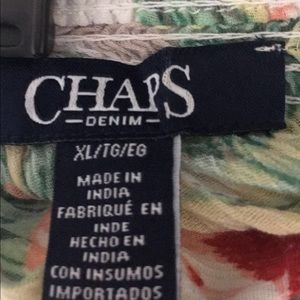 CHAPS
DENIM
XL/TG/EG
MADE IN
INDIA
FABRIQUÉ EN
INDE
HECHO EN
INDIA
CON INSUMOS
IMPORTADOS